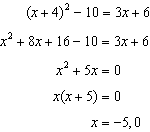 (x+4)² − 10 = 3x + 6
x² + 8x + 16 − 10 = 3x + 6
x² + 5x = 0
x(x + 5) = 0
x = −5, 0